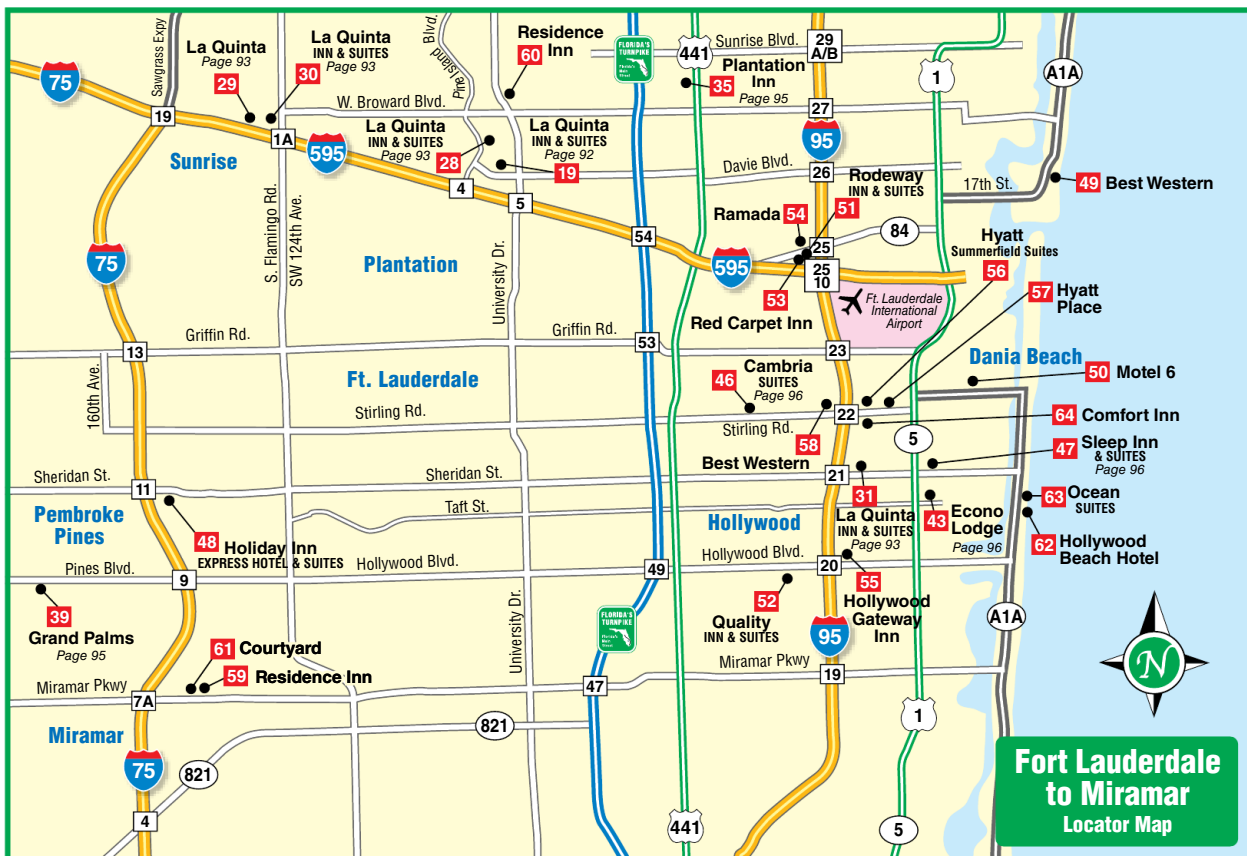 La Quinta
Page 93
29
La Quinta
INN & SUITES
Page 93
30
Sawgrass Expy
75
19
Sunrise
1A
595
W. Broward Blvd.
Pine Island
Blvd.
Residence
Inn
60
FLORIDA'S
TURNPIKE
441
Sunrise Blvd.
29
A/B
1
A1A
35
Plantation
Inn
Page 95
27
95
La Quinta
INN & SUITES
Page 93
28
La Quinta
INN & SUITES
Page 92
19
4
5
Davie Blvd.
26
Rodeway
INN & SUITES
51
17th St.
49
Best Western
Ramada
54
84
25
Hyatt
Summerfield Suites
56
54
595
25
10
53
Red Carpet Inn
Ft. Lauderdale
International
Airport
57
Hyatt
Place
75
S. Flamingo Rd.
SW 124th Ave.
Plantation
University Dr.
Griffin Rd.
13
Griffin Rd.
53
23
Dania Beach
160th Ave.
Ft. Lauderdale
Stirling Rd.
46
Cambria
SUITES
Page 96
50
Motel 6
22
64
Comfort Inn
Stirling Rd.
58
Best Western
5
47
Sleep Inn
& SUITES
Page 96
Sheridan St.
11
Sheridan St.
21
31
La Quinta
INN & SUITES
Page 93
Taft St.
43
Econo
Lodge
Page 96
63
Ocean
SUITES
62
Hollywood
Beach Hotel
Pembroke
Pines
48
Holiday Inn
EXPRESS HOTEL & SUITES
Hollywood
Pines Blvd.
9
Hollywood Blvd.
49
Hollywood Blvd.
20
39
Grand Palms
Page 95
52
Quality
INN & SUITES
55
Hollywood
Gateway
Inn
A1A
University Dr.
FLORIDA'S
TURNPIKE
95
N
61
Courtyard
59
Residence Inn
Miramar Pkwy
7A
47
Miramar Pkwy
19
Miramar
821
1
75
821
4
441
5
Fort Lauderdale
to Miramar
Locator Map